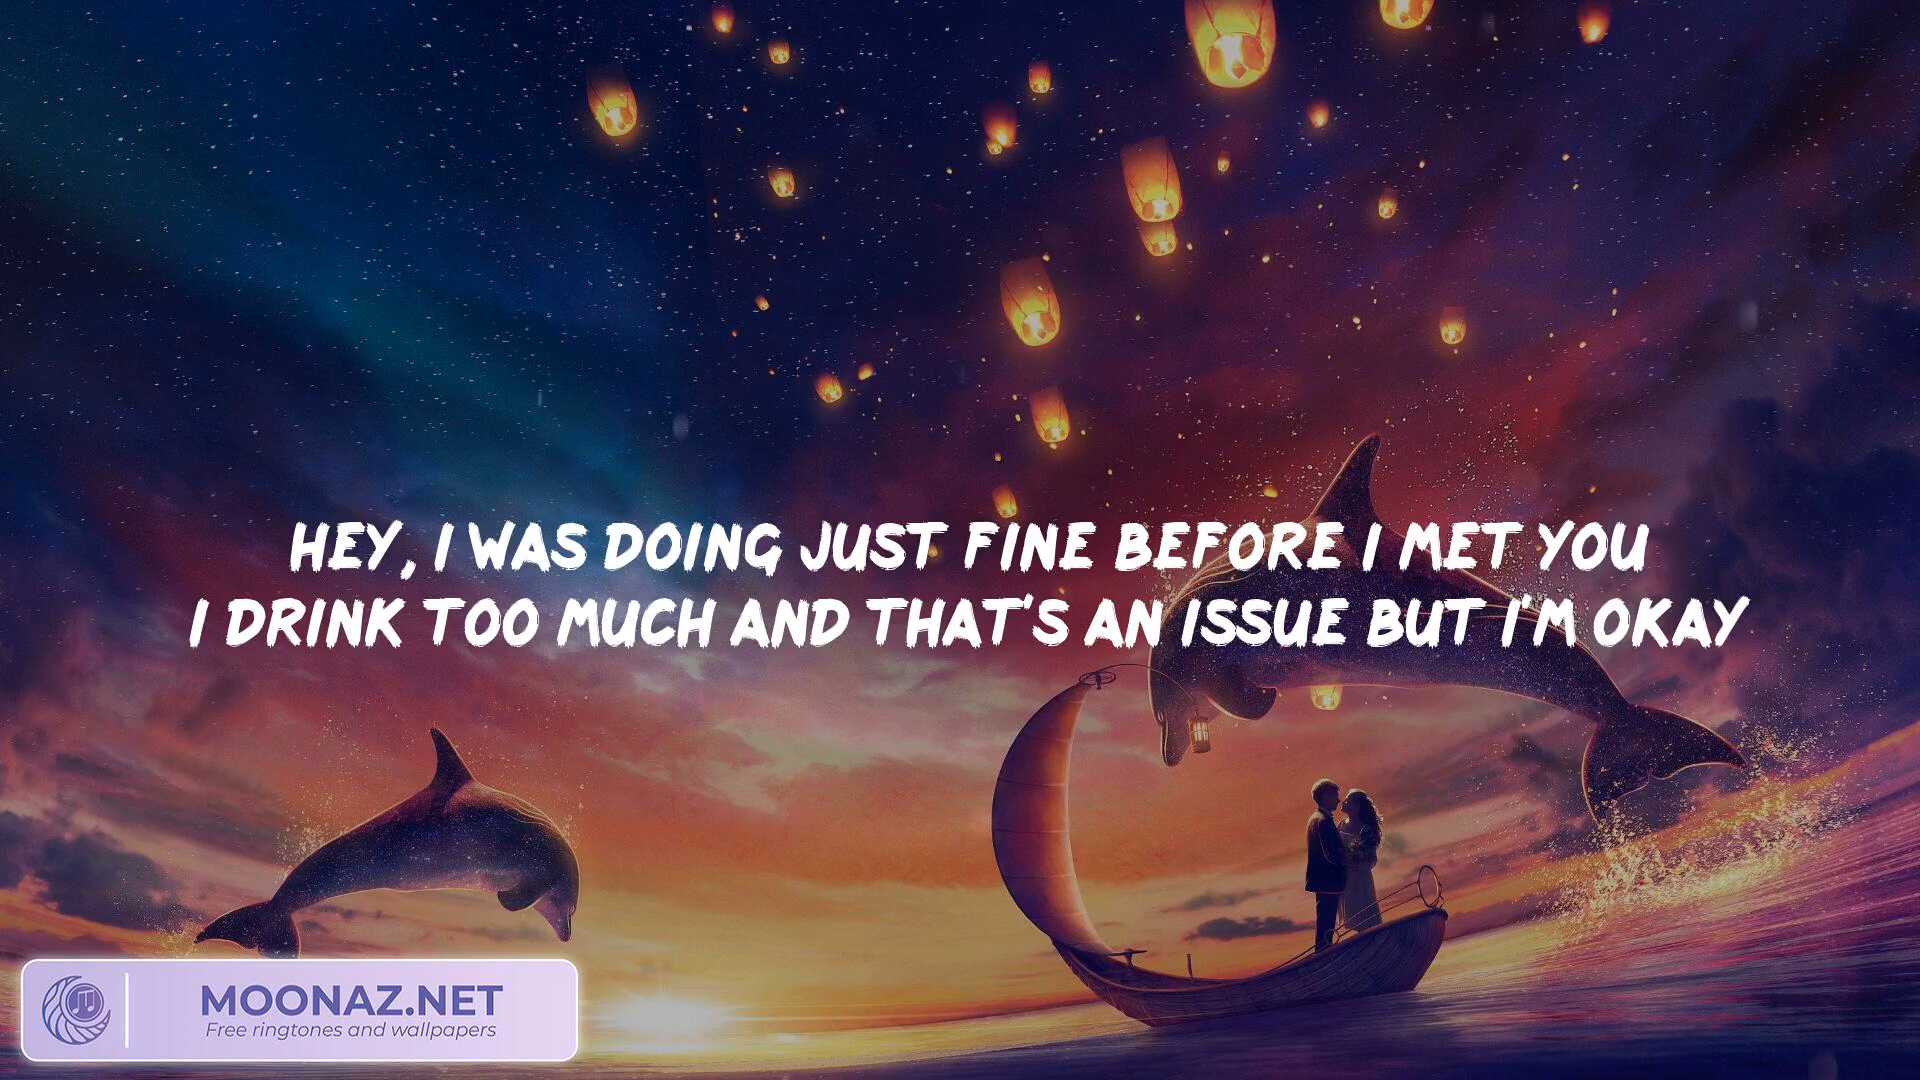 HEY, I WAS DOING JUST FINE BEFORE I MET YOU
I DRINK TOO MUCH AND THAT'S AN ISSUE BUT I'M OKAY
MOONAZ.NET
Free ringtones and wallpapers